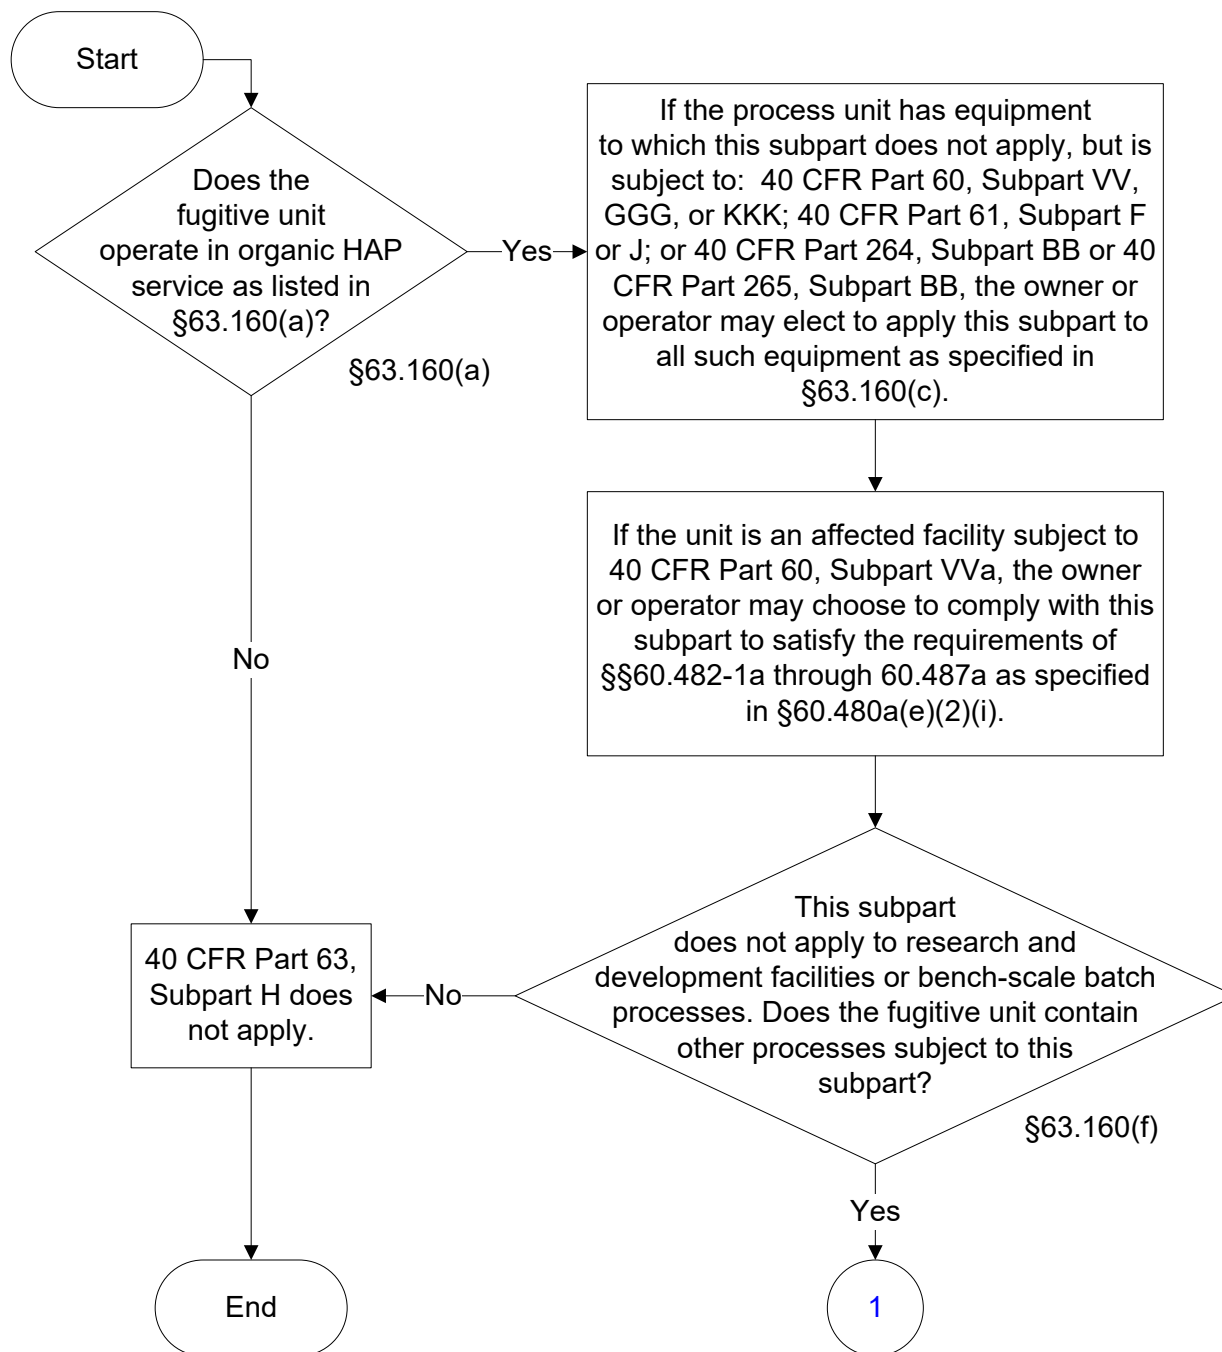 Start
Does the
fugitive unit
operate in organic HAP
service as listed in
§63.160(a)?
§63.160(a)
Yes
If the process unit has equipment
to which this subpart does not apply, but is
subject to:  40 CFR Part 60, Subpart VV,
GGG, or KKK; 40 CFR Part 61, Subpart F
or J; or 40 CFR Part 264, Subpart BB or 40
CFR Part 265, Subpart BB, the owner or
operator may elect to apply this subpart to
all such equipment as specified in
§63.160(c).
If the unit is an affected facility subject to
40 CFR Part 60, Subpart VVa, the owner
or operator may choose to comply with this
subpart to satisfy the requirements of
§§60.482-1a through 60.487a as specified
in §60.480a(e)(2)(i).
No
This subpart
does not apply to research and
development facilities or bench-scale batch
processes. Does the fugitive unit contain
other processes subject to this
subpart?
§63.160(f)
No
40 CFR Part 63,
Subpart H does
not apply.
Yes
End
1